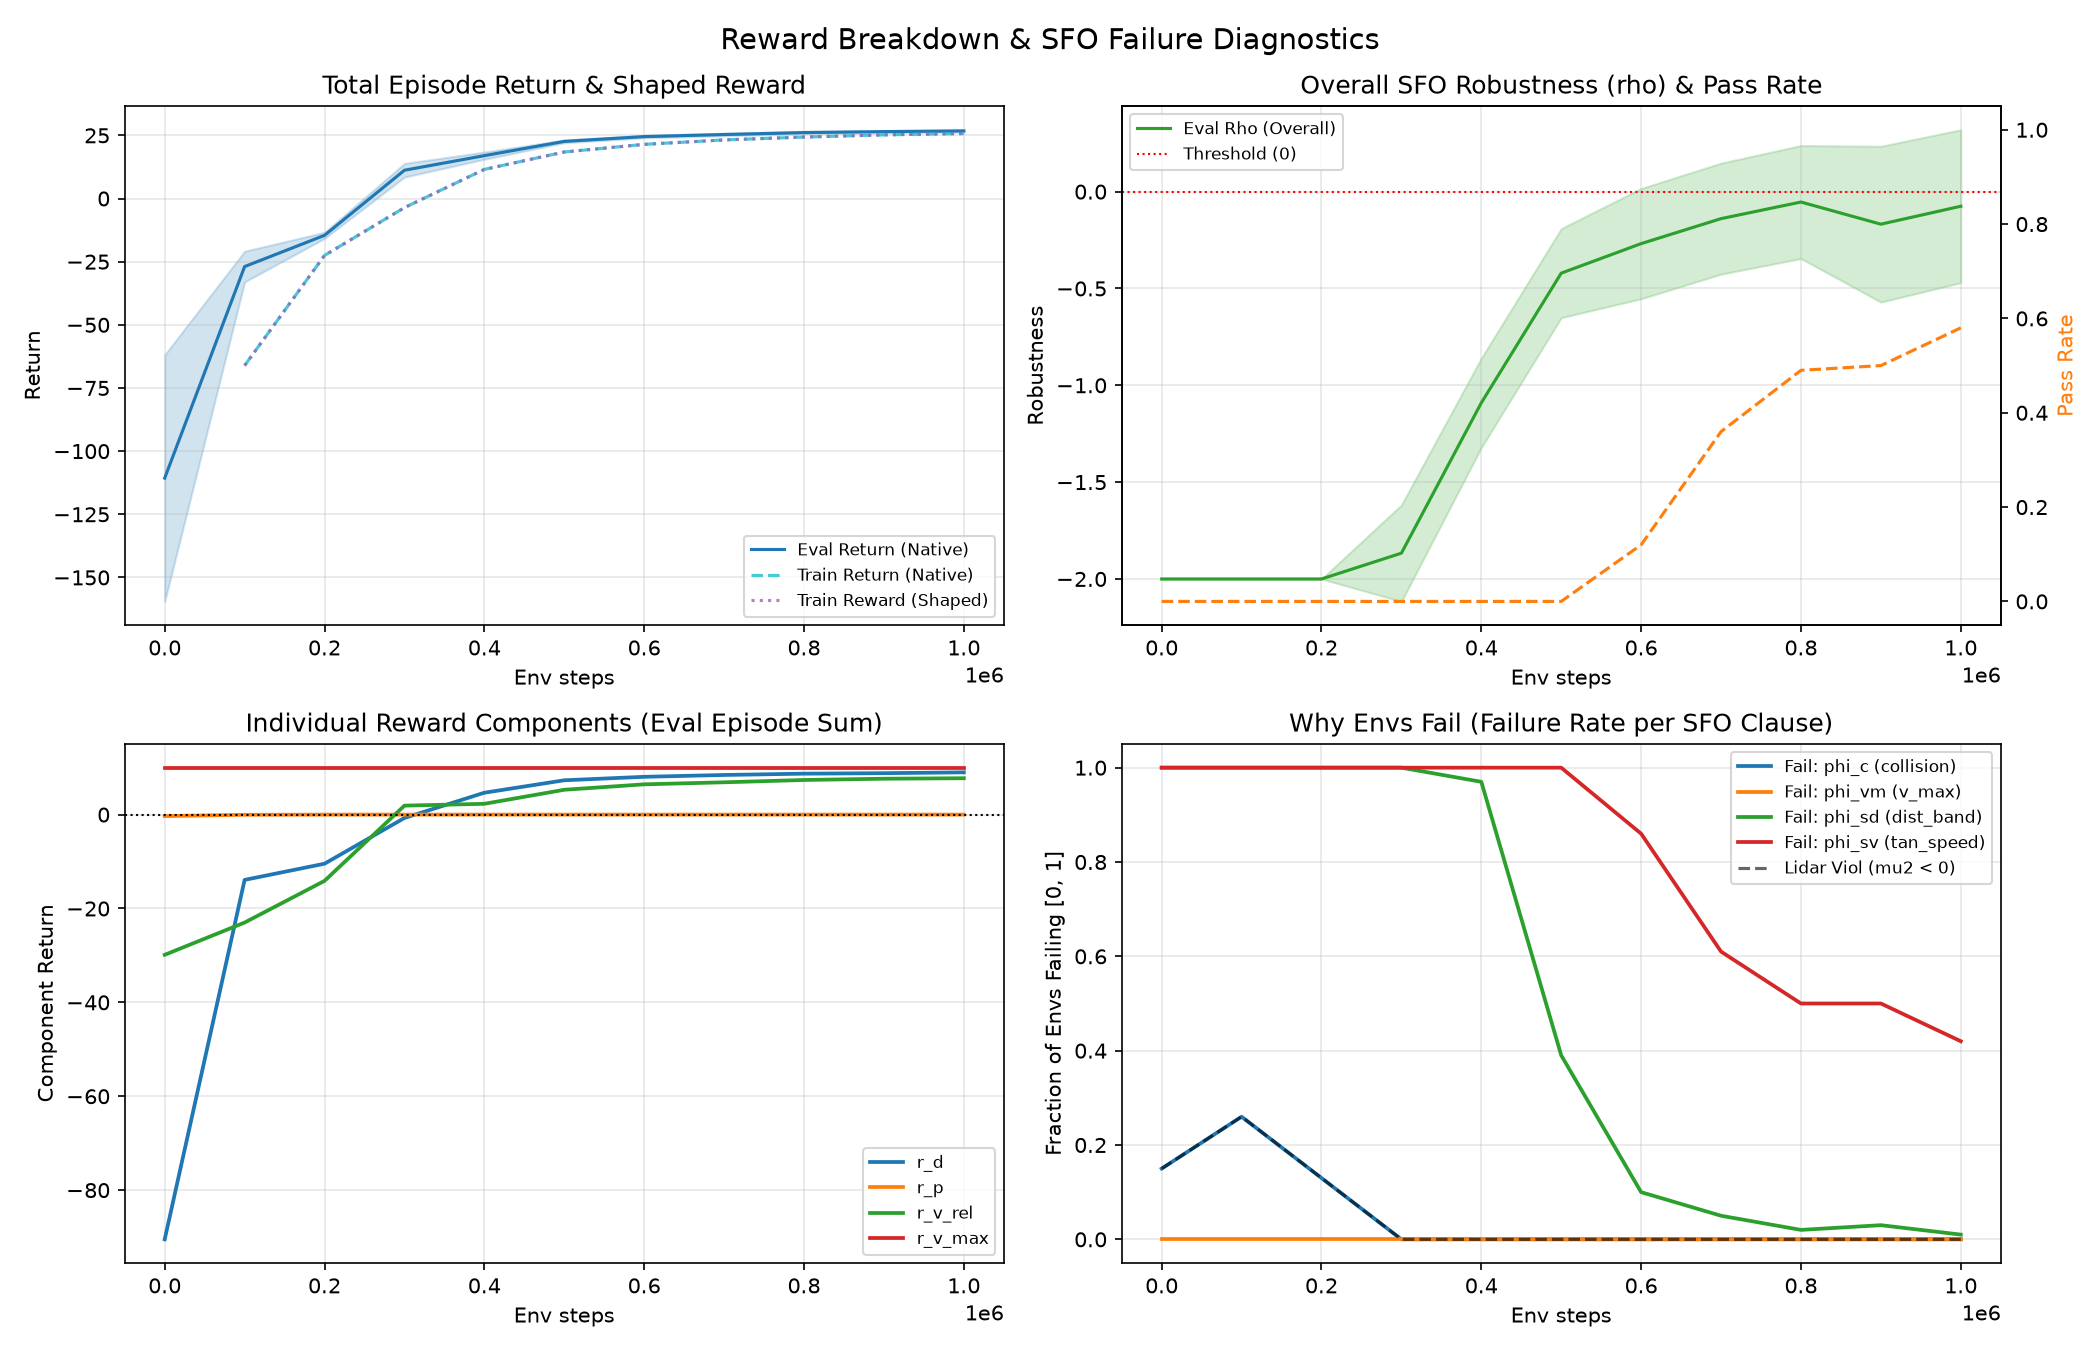 Reward Breakdown & SFO Failure Diagnostics
Total Episode Return & Shaped Reward
Return
25
0
−25
−50
−75
−100
−125
−150
Eval Return (Native)
Train Return (Native)
Train Reward (Shaped)
0.0 0.2 0.4 0.6 0.8 1.0
1e6
Env steps
Overall SFO Robustness (rho) & Pass Rate
Robustness
0.0
−0.5
−1.0
−1.5
−2.0
Eval Rho (Overall)
Threshold (0)
1.0
0.8
0.6
0.4
0.2
0.0
Pass Rate
0.0 0.2 0.4 0.6 0.8 1.0
1e6
Env steps
Individual Reward Components (Eval Episode Sum)
Component Return
0
−20
−40
−60
−80
r_d
r_p
r_v_rel
r_v_max
0.0 0.2 0.4 0.6 0.8 1.0
1e6
Env steps
Why Envs Fail (Failure Rate per SFO Clause)
Fraction of Envs Failing [0, 1]
1.0
0.8
0.6
0.4
0.2
0.0
Fail: phi_c (collision)
Fail: phi_vm (v_max)
Fail: phi_sd (dist_band)
Fail: phi_sv (tan_speed)
Lidar Viol (mu2 < 0)
0.0 0.2 0.4 0.6 0.8 1.0
1e6
Env steps